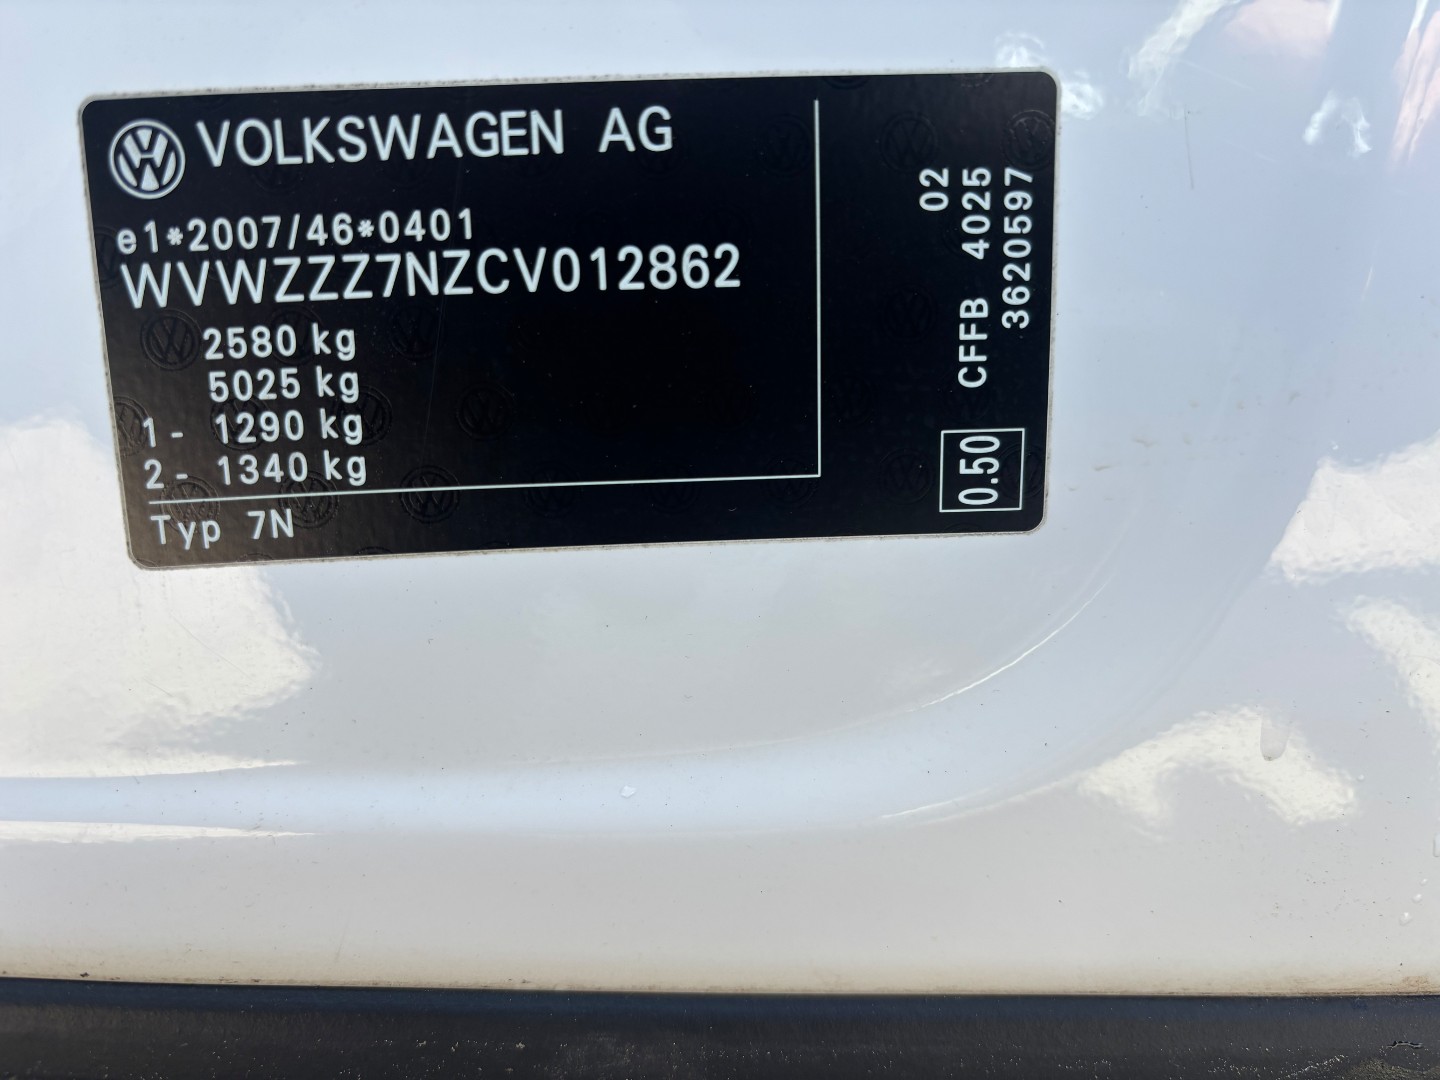 VOLKSWAGEN AG
e1*2007/46*0401
WVWZZZ7NZCV012862
2580 kg
5025 kg
1- 1290 kg
2- 1340 kg
Typ 7N
02
CFFB 4025
3620597
0.50